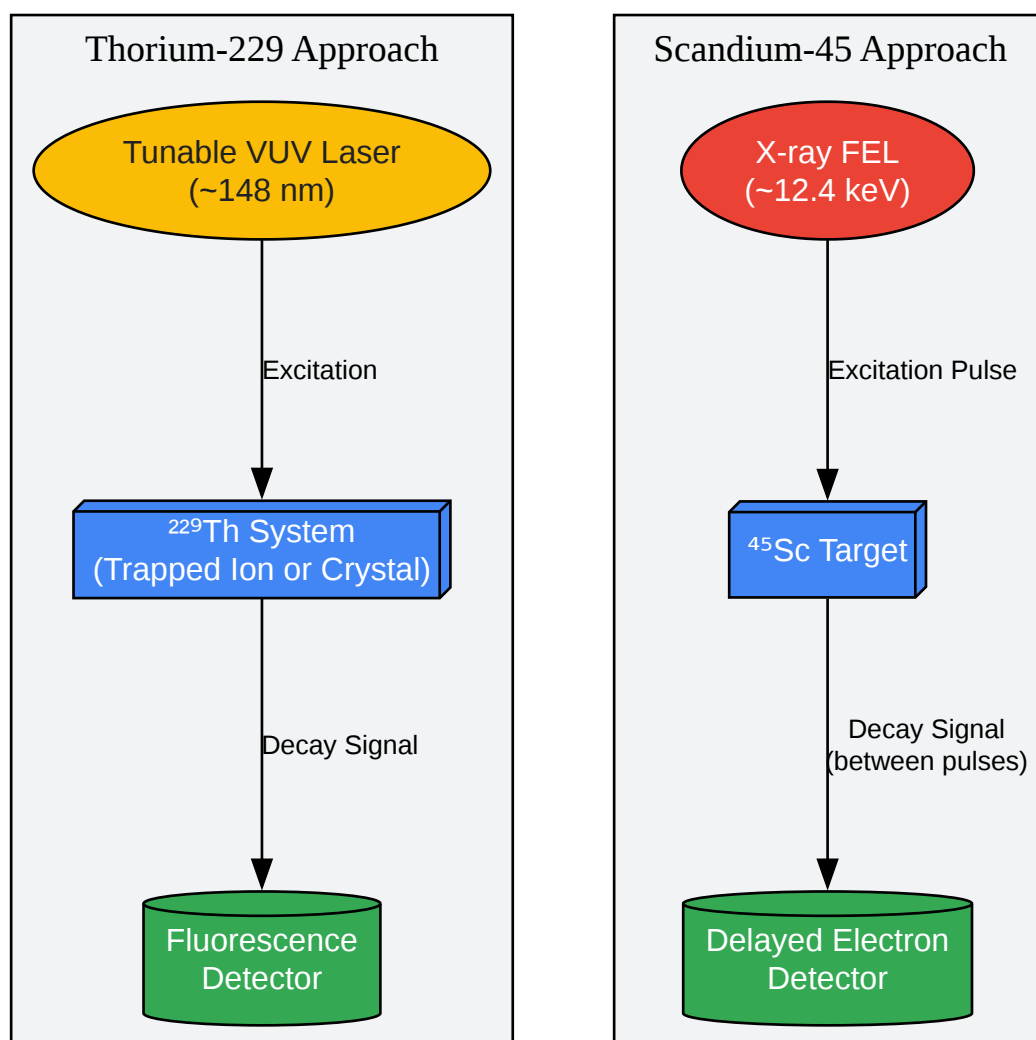 Thorium-229 Approach
Tunable VUV Laser
(~148 nm)
Excitation
²²⁹Th System
(Trapped Ion or Crystal)
Decay Signal
Fluorescence
Detector
Scandium-45 Approach
X-ray FEL
(~12.4 keV)
Excitation Pulse
⁴⁵Sc Target
Decay Signal
(between pulses)
Delayed Electron
Detector